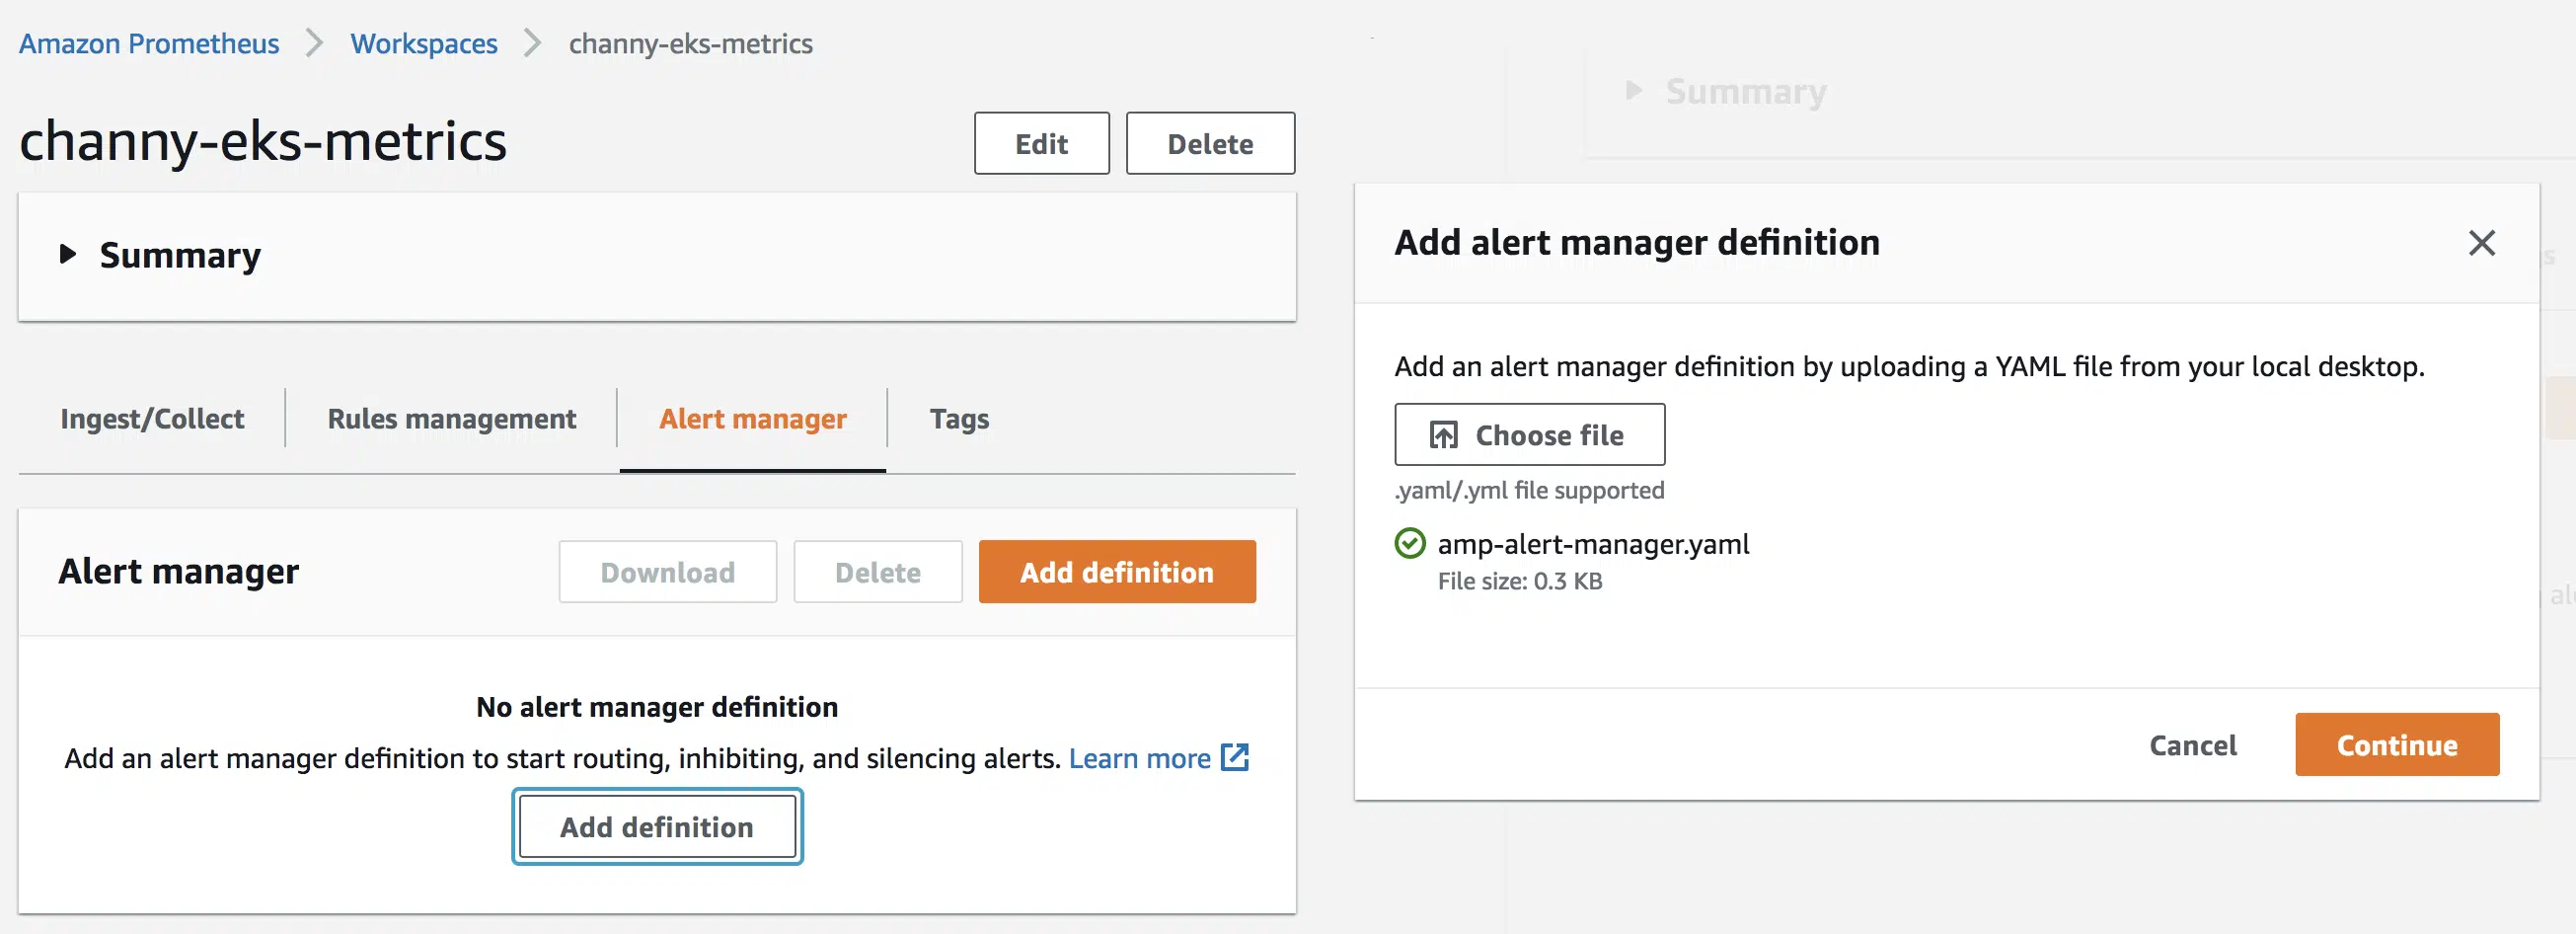 Amazon Prometheus > Workspaces > channy-eks-metrics
channy-eks-metrics
Edit
Delete
Summary
Ingest/Collect
Rules management
Alert manager
Tags
Alert manager
Download
Delete
Add definition
No alert manager definition
Add an alert manager definition to start routing, inhibiting, and silencing alerts. Learn more
Add definition
Summary
Add alert manager definition
Add an alert manager definition by uploading a YAML file from your local desktop.
Choose file
.yaml/.yml file supported
amp-alert-manager.yaml
File size: 0.3 KB
Cancel
Continue